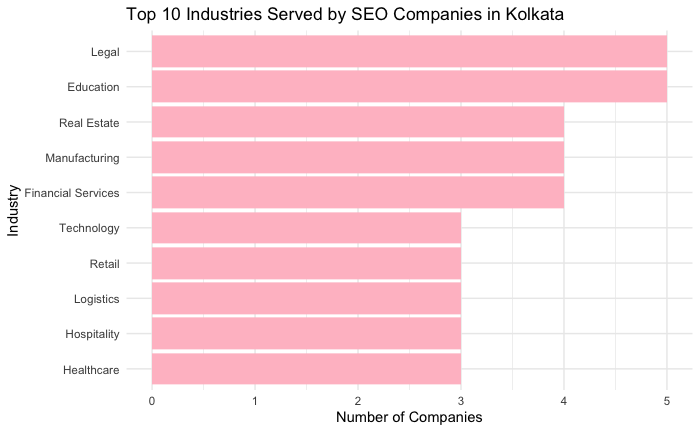 Top 10 Industries Served by SEO Companies in Kolkata
Industry
Legal
Education
Real Estate
Manufacturing
Financial Services
Technology
Retail
Logistics
Hospitality
Healthcare
0 1 2 3 4 5
Number of Companies